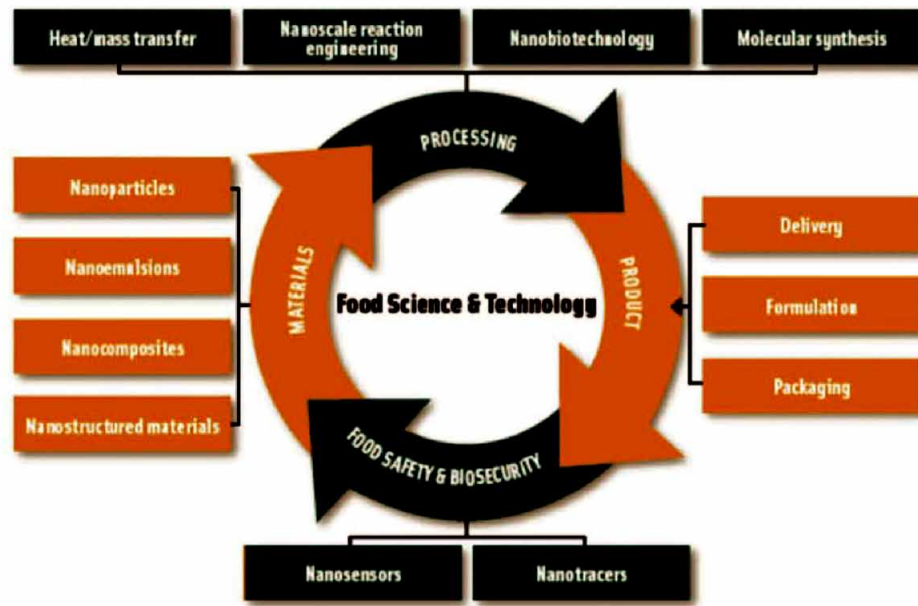 Heat/mass transfer
Nanoscale reaction
engineering
Nanobiotechnology
Molecular synthesis
PROCESSING
Nanoparticles
Nanoemulsions
Nanocomposites
Nanostructured materials
MATERIALS
Food Science & Technology
PRODUCT
Delivery
Formulation
Packaging
FOOD SAFETY & BIOSECURITY
Nanosensors
Nanotracers